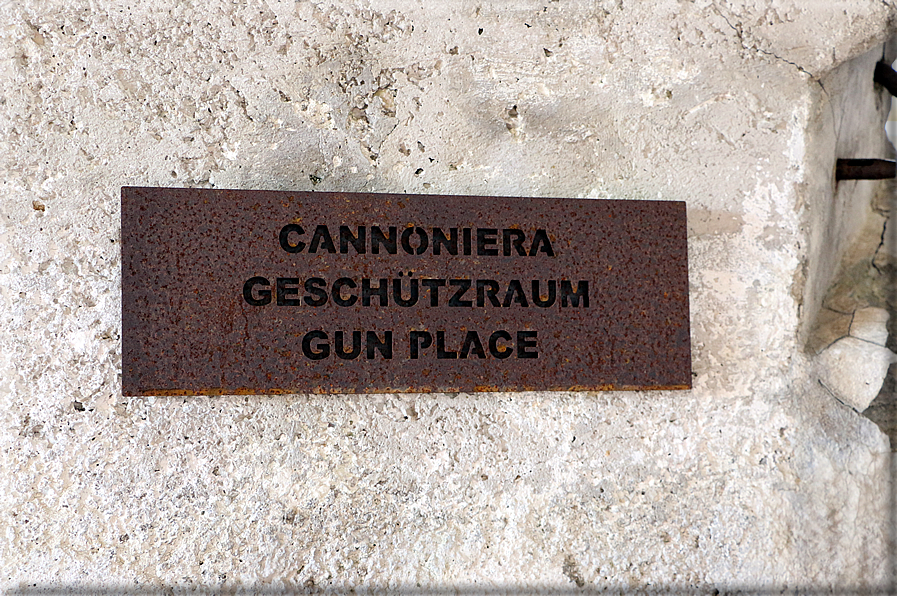 CANNONIERA
GESCHÜTZRAUM
GUN PLACE